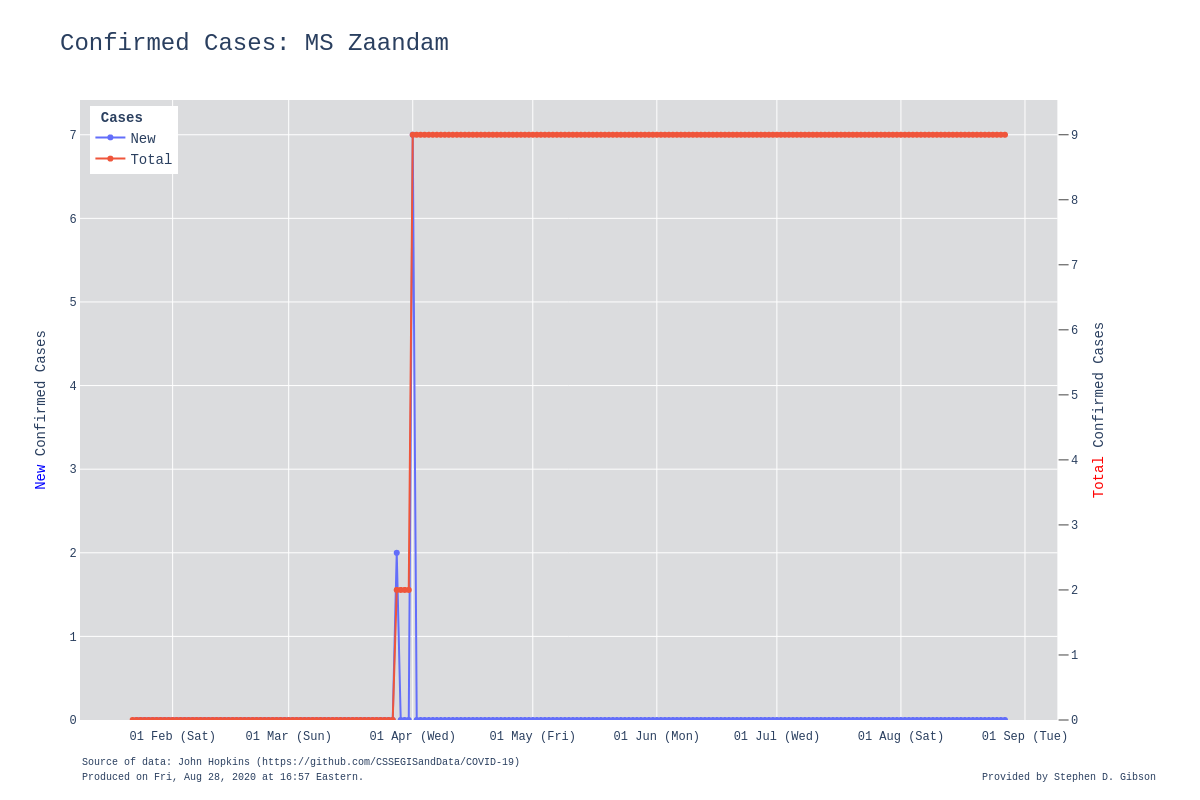 Confirmed Cases: MS Zaandam
Cases
New
Total
7
6
5
4
3
2
1
0
New Confirmed Cases
9
8
7
6
5
4
3
2
1
0
Total Confirmed Cases
01 Feb (Sat)
01 Mar (Sun)
01 Apr (Wed)
01 May (Fri)
01 Jun (Mon)
01 Jul (Wed)
01 Aug (Sat)
01 Sep (Tue)
Source of data: John Hopkins (https://github.com/CSSEGISandData/COVID-19)
Produced on Fri, Aug 28, 2020 at 16:57 Eastern.
Provided by Stephen D. Gibson